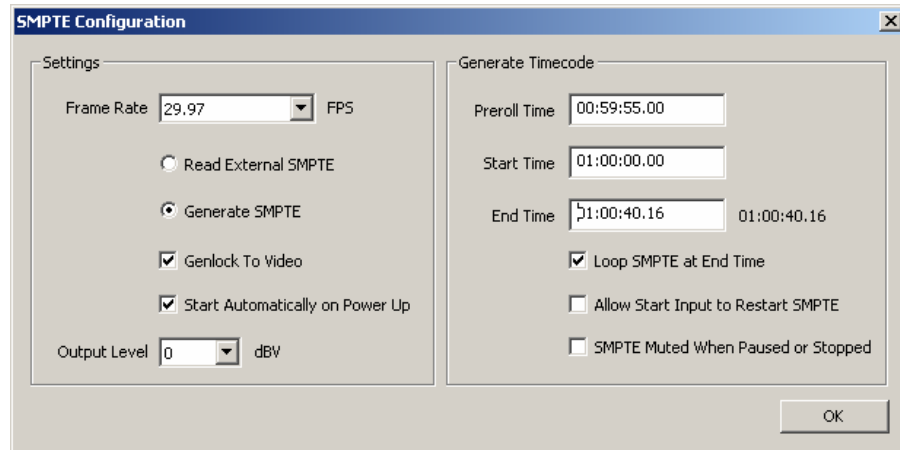 SMPTE Configuration
Settings
Frame Rate 29.97 FPS
Read External SMPTE
Generate SMPTE
Genlock To Video
Start Automatically on Power Up
Output Level 0 dBV
Generate Timecode
Preroll Time 00:59:55.00
Start Time 01:00:00.00
End Time 01:00:40.16 01:00:40.16
Loop SMPTE at End Time
Allow Start Input to Restart SMPTE
SMPTE Muted When Paused or Stopped
OK